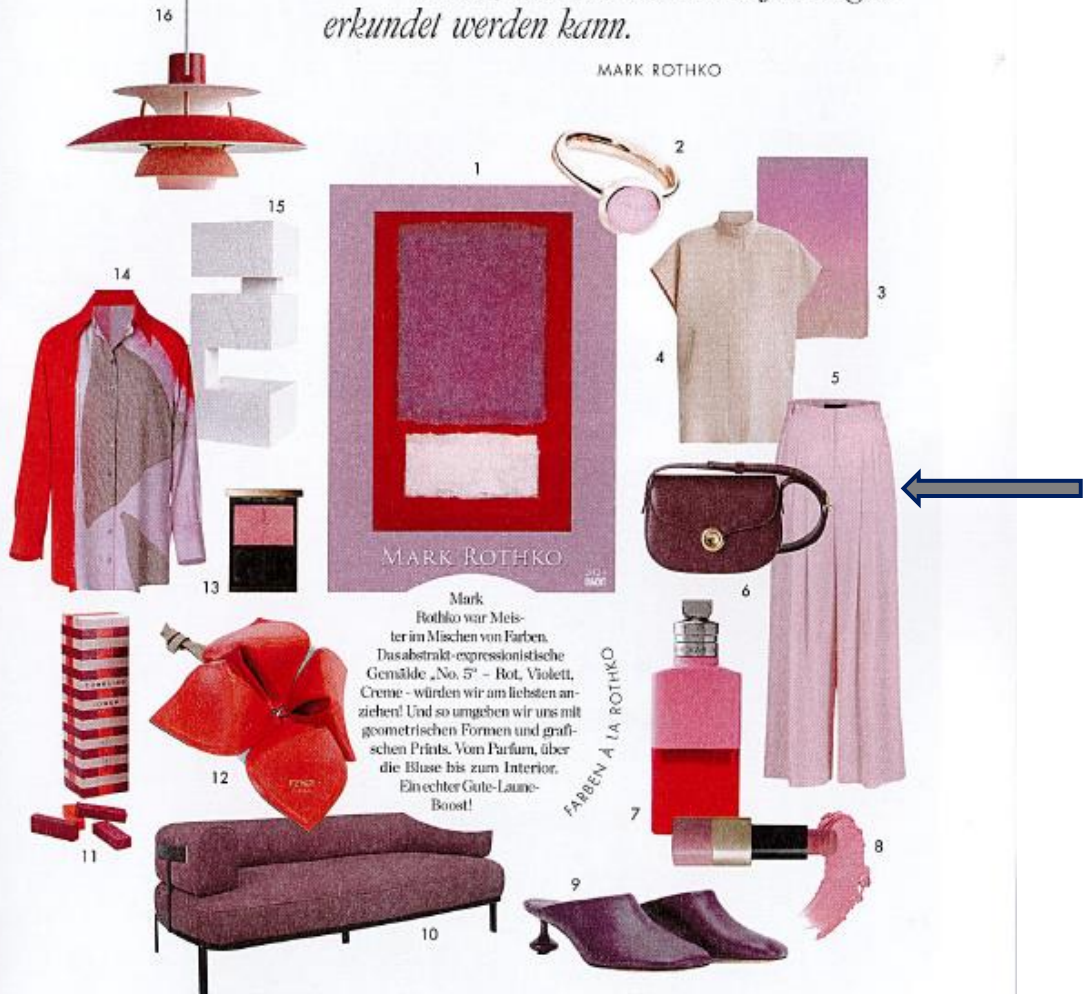 erkundet werden kann.
MARK ROTHKO
16
1
2
15
14
3
4
5
MARK ROTHKO
13
6
Mark
Rothko war Meis-
ter im Mischen von Farben.
Das abstrakt-expressionistische
Gemälde „No. 5“ – Rot, Violett,
Creme - würden wir am liebsten an-
ziehen! Und so umgeben wir uns mit
geometrischen Formen und grafi-
schen Prints. Vom Parfum, über
die Bluse bis zum Interior.
Ein echter Gute-Laune-
Boost!
FARBEN À LA ROTHKO
12
7
11
8
9
10